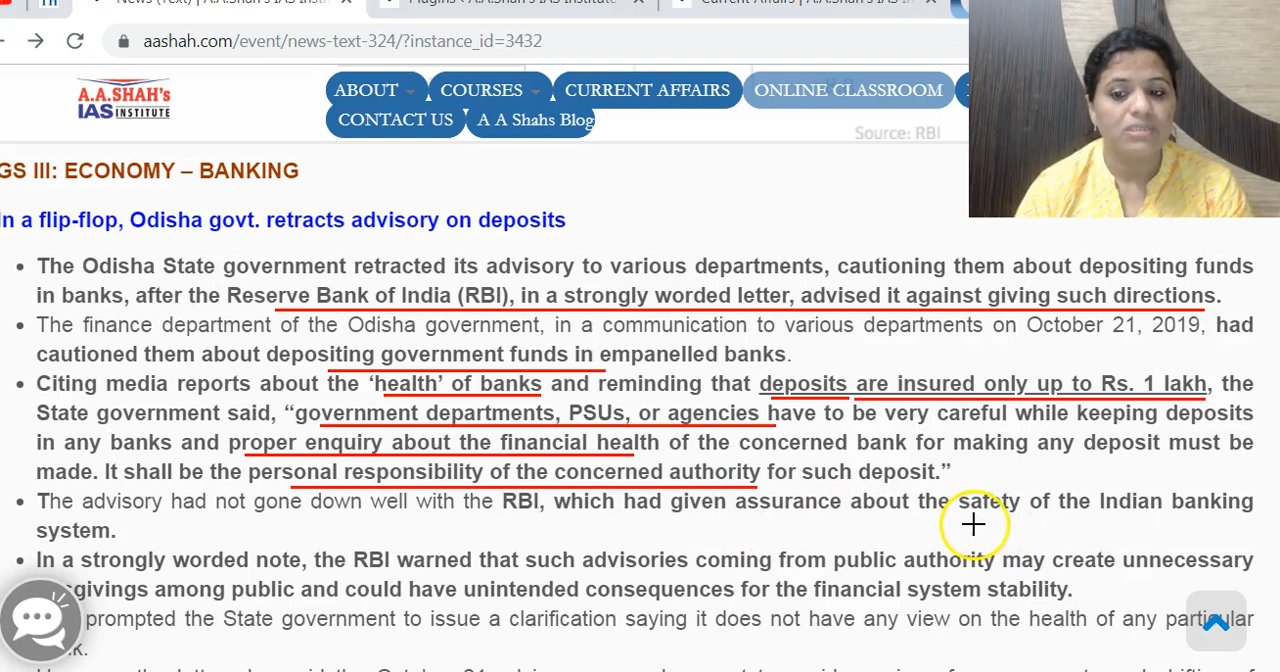 aashah.com/event/news-text-324/?instance_id=3432
A.A.SHAH's
IAS INSTITUTE
ABOUT
COURSES
CURRENT AFFAIRS
ONLINE CLASSROOM
CONTACT US
A A Shahs Blog
Source: RBI
GS III: ECONOMY – BANKING
In a flip-flop, Odisha govt. retracts advisory on deposits
• The Odisha State government retracted its advisory to various departments, cautioning them about depositing funds
in banks, after the Reserve Bank of India (RBI), in a strongly worded letter, advised it against giving such directions.
• The finance department of the Odisha government, in a communication to various departments on October 21, 2019, had
cautioned them about depositing government funds in empanelled banks.
• Citing media reports about the ‘health’ of banks and reminding that deposits are insured only up to Rs. 1 lakh, the
State government said, “government departments, PSUs, or agencies have to be very careful while keeping deposits
in any banks and proper enquiry about the financial health of the concerned bank for making any deposit must be
made. It shall be the personal responsibility of the concerned authority for such deposit.”
• The advisory had not gone down well with the RBI, which had given assurance about the safety of the Indian banking
system.
• In a strongly worded note, the RBI warned that such advisories coming from public authority may create unnecessary
givings among public and could have unintended consequences for the financial system stability.
prompted the State government to issue a clarification saying it does not have any view on the health of any particular